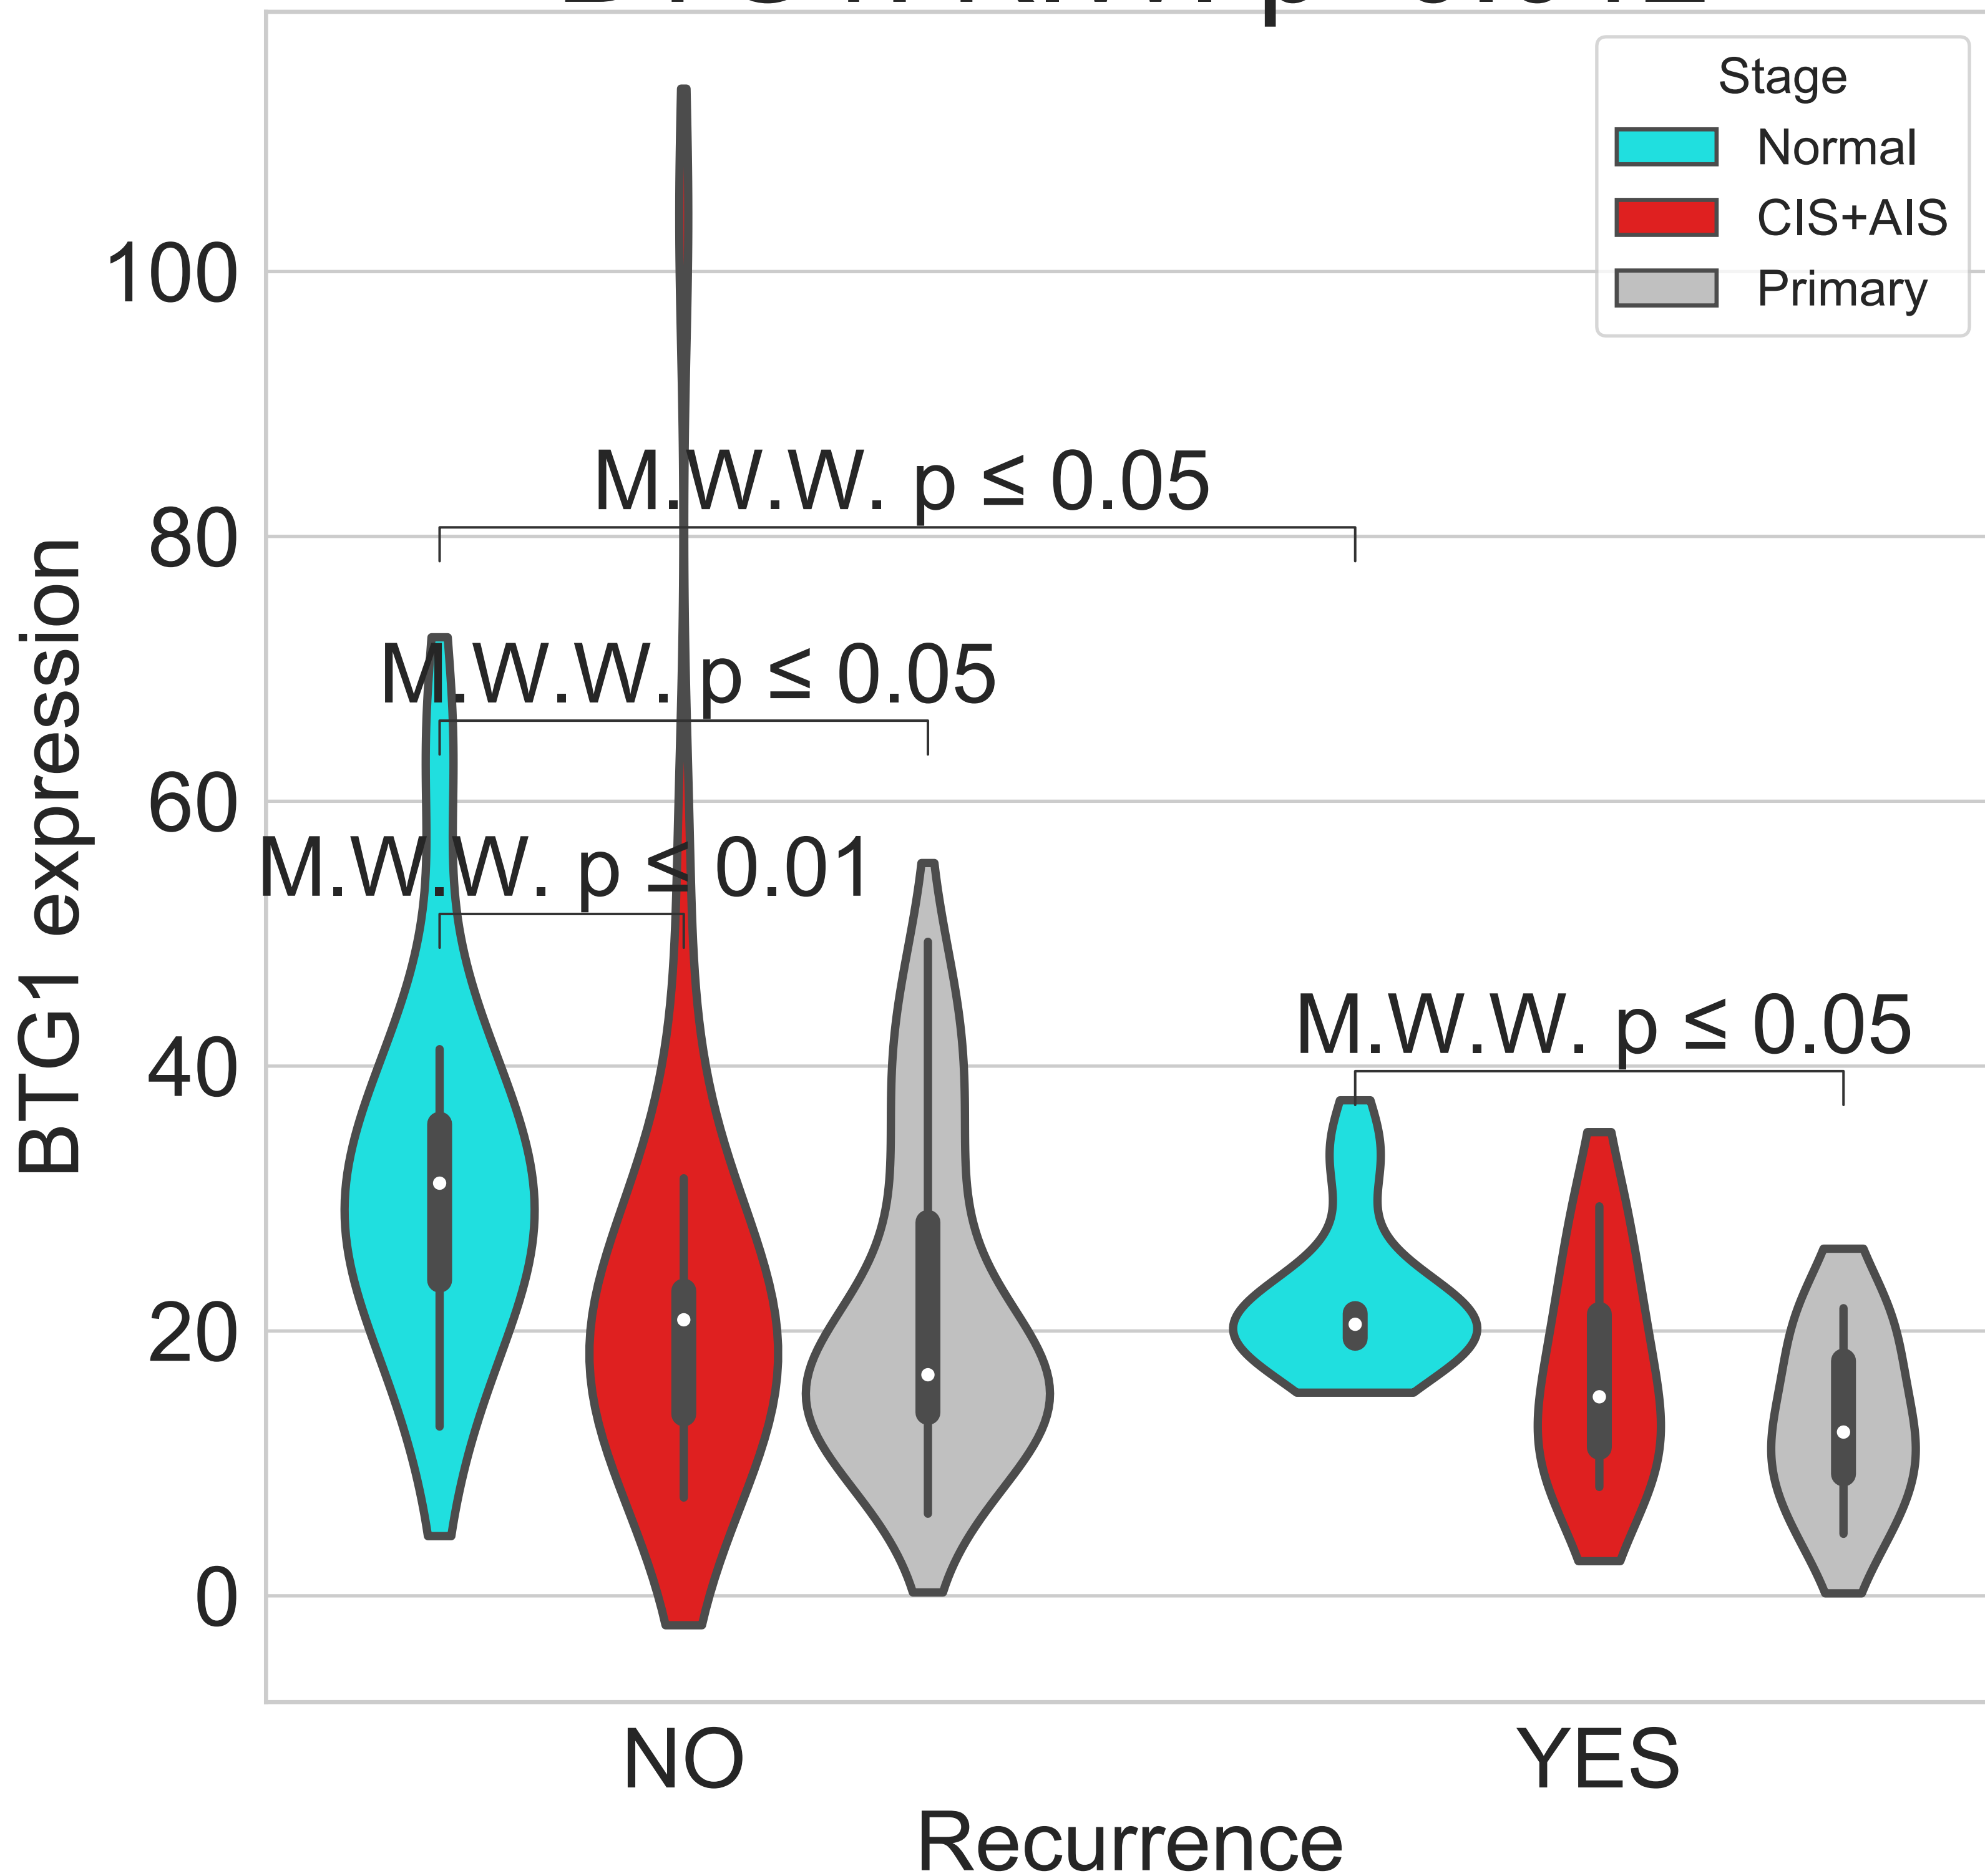 Stage
Normal
CIS+AIS
Primary
100
80
60
40
20
0
BTG1 expression
M.W.W. p ≤ 0.05
M.W.W. p ≤ 0.05
M.W.W. p ≤ 0.01
M.W.W. p ≤ 0.05
NO
YES
Recurrence